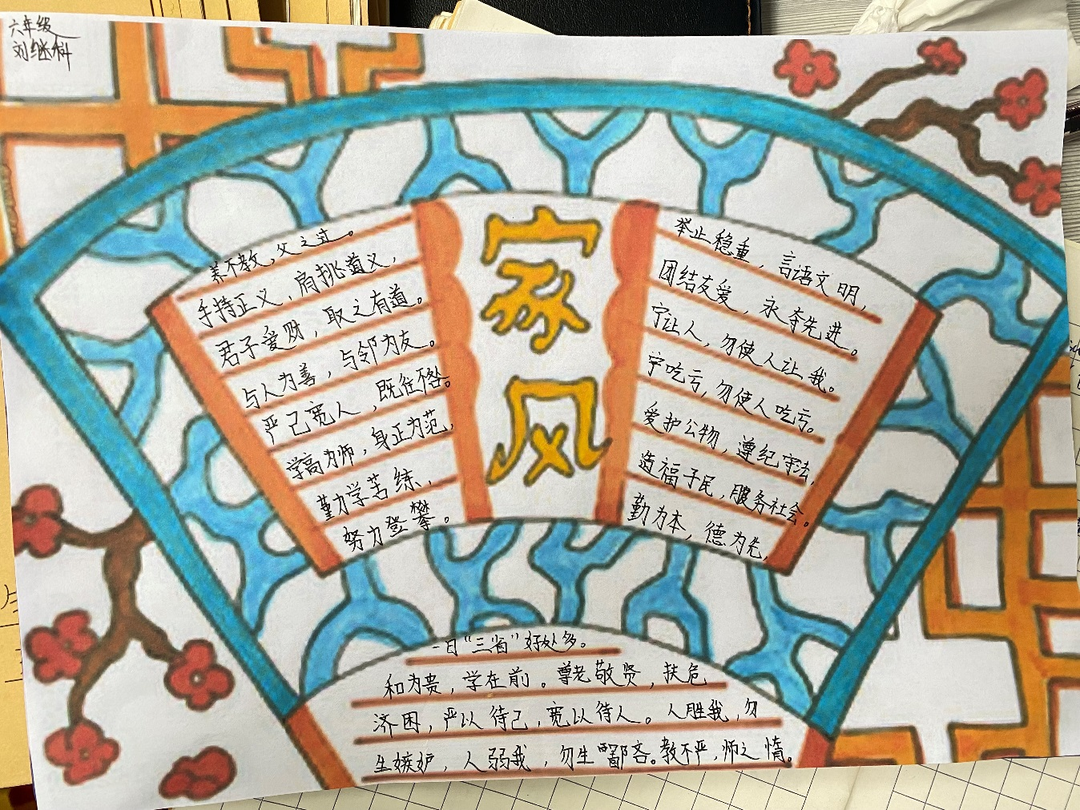 六年级
刘继科
家风
养不教,父之过。
手持正义、肩挑道义,
君子爱财,取之有道。
与人为善,与邻为友。
严己宽人,既往不咎。
学高为师,身正为范,
勤学苦练、
努力登攀。
举止稳重,言语文明,
团结友爱,永夺先进。
宁让人,勿使人让我。
宁吃亏,勿使人吃亏。
爱护公物,遵纪守法,
造福子民,服务社会。
勤为本,德为先,
一日“三省”好处多。
和为贵,学在前。尊老敬贤,扶危
济困,严以待己,宽以待人。人胜我,勿
生嫉妒,人弱我,勿生鄙吝。教不严,师之惰。